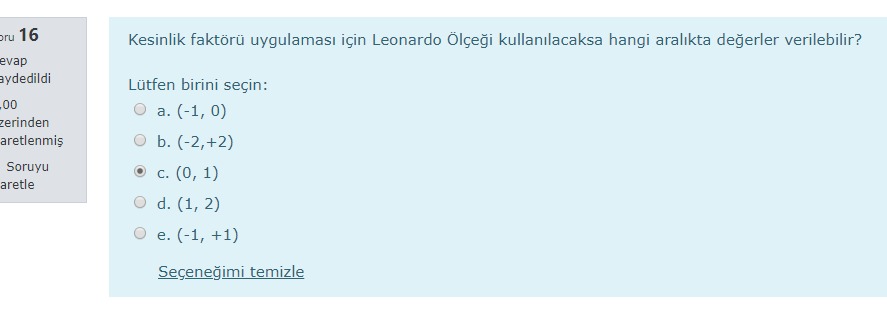 oru 16
evap
aydedildi
,00
zerinden
aretlenmiş
Soruyu
aretle
Kesinlik faktörü uygulaması için Leonardo Ölçeği kullanılacaksa hangi aralıkta değerler verilebilir?
Lütfen birini seçin:
a. (-1, 0)
b. (-2,+2)
c. (0, 1)
d. (1, 2)
e. (-1, +1)
Seçeneğimi temizle